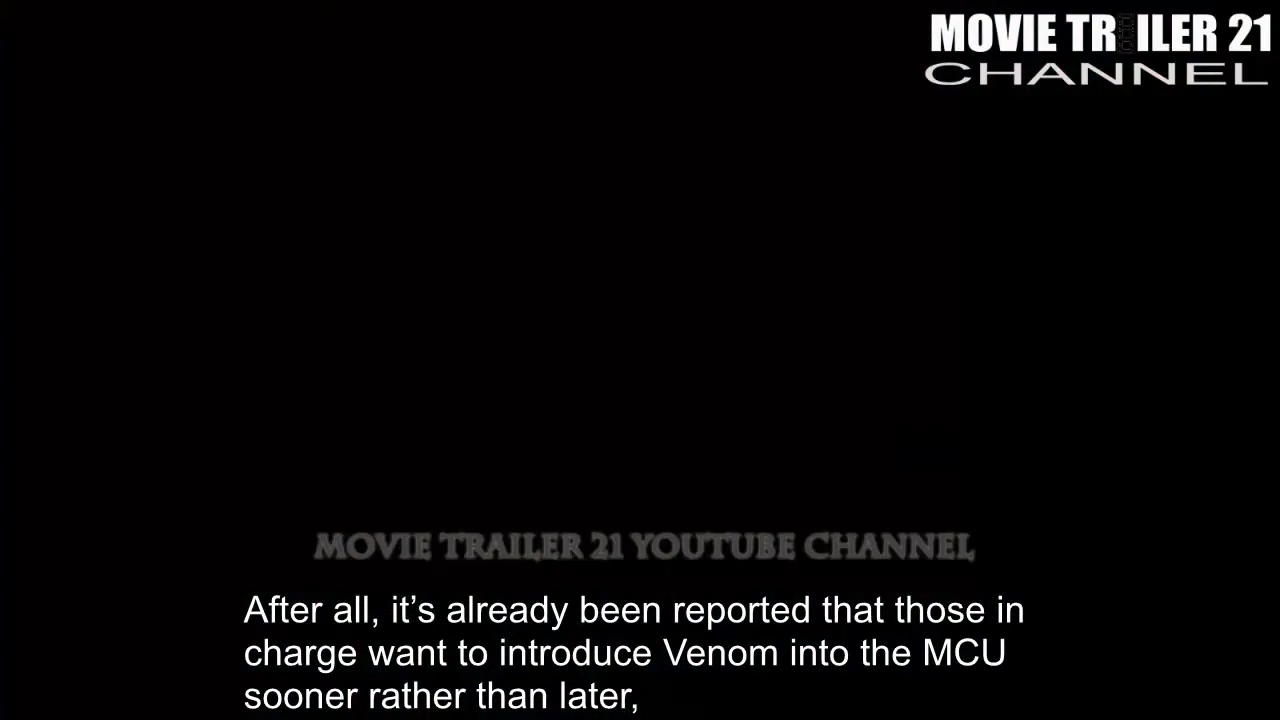 MOVIE TRAILER 21
CHANNEL
MOVIE TRAILER 21 YOUTUBE CHANNEL
After all, it’s already been reported that those in
charge want to introduce Venom into the MCU
sooner rather than later,